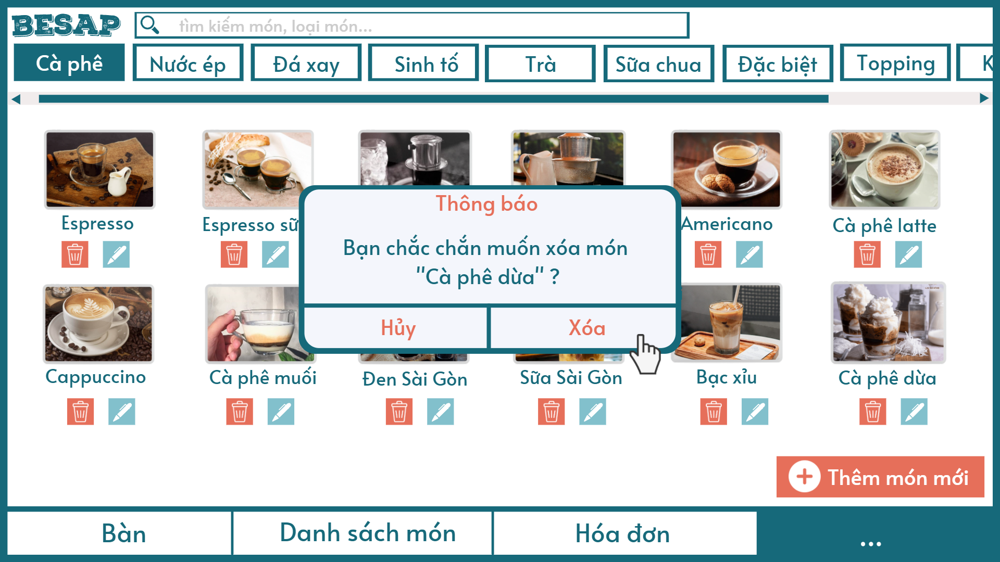 BESAP
tìm kiếm món, loại món...
Cà phê
Nước ép
Đá xay
Sinh tố
Trà
Sữa chua
Đặc biệt
Topping
K
Espresso
Espresso sữ
Americano
Cà phê latte
Thông báo
Bạn chắc chắn muốn xóa món
"Cà phê dừa" ?
Hủy
Xóa
Cappuccino
Cà phê muối
Đen Sài Gòn
Sữa Sài Gòn
Bạc xỉu
Cà phê dừa
Thêm món mới
Bàn
Danh sách món
Hóa đơn
...